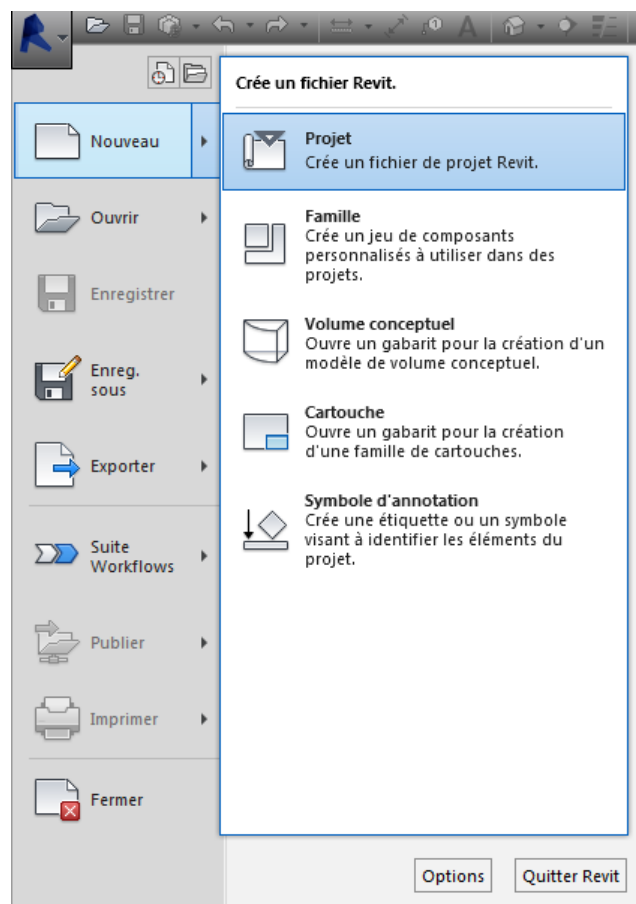 Crée un fichier Revit.
Nouveau
Ouvrir
Enregistrer
Enreg.
sous
Exporter
Suite
Workflows
Publier
Imprimer
Fermer
Projet
Crée un fichier de projet Revit.
Famille
Crée un jeu de composants
personnalisés à utiliser dans des
projets.
Volume conceptuel
Ouvre un gabarit pour la création d'un
modèle de volume conceptuel.
Cartouche
Ouvre un gabarit pour la création
d'une famille de cartouches.
Symbole d'annotation
Crée une étiquette ou un symbole
visant à identifier les éléments du
projet.
Options
Quitter Revit